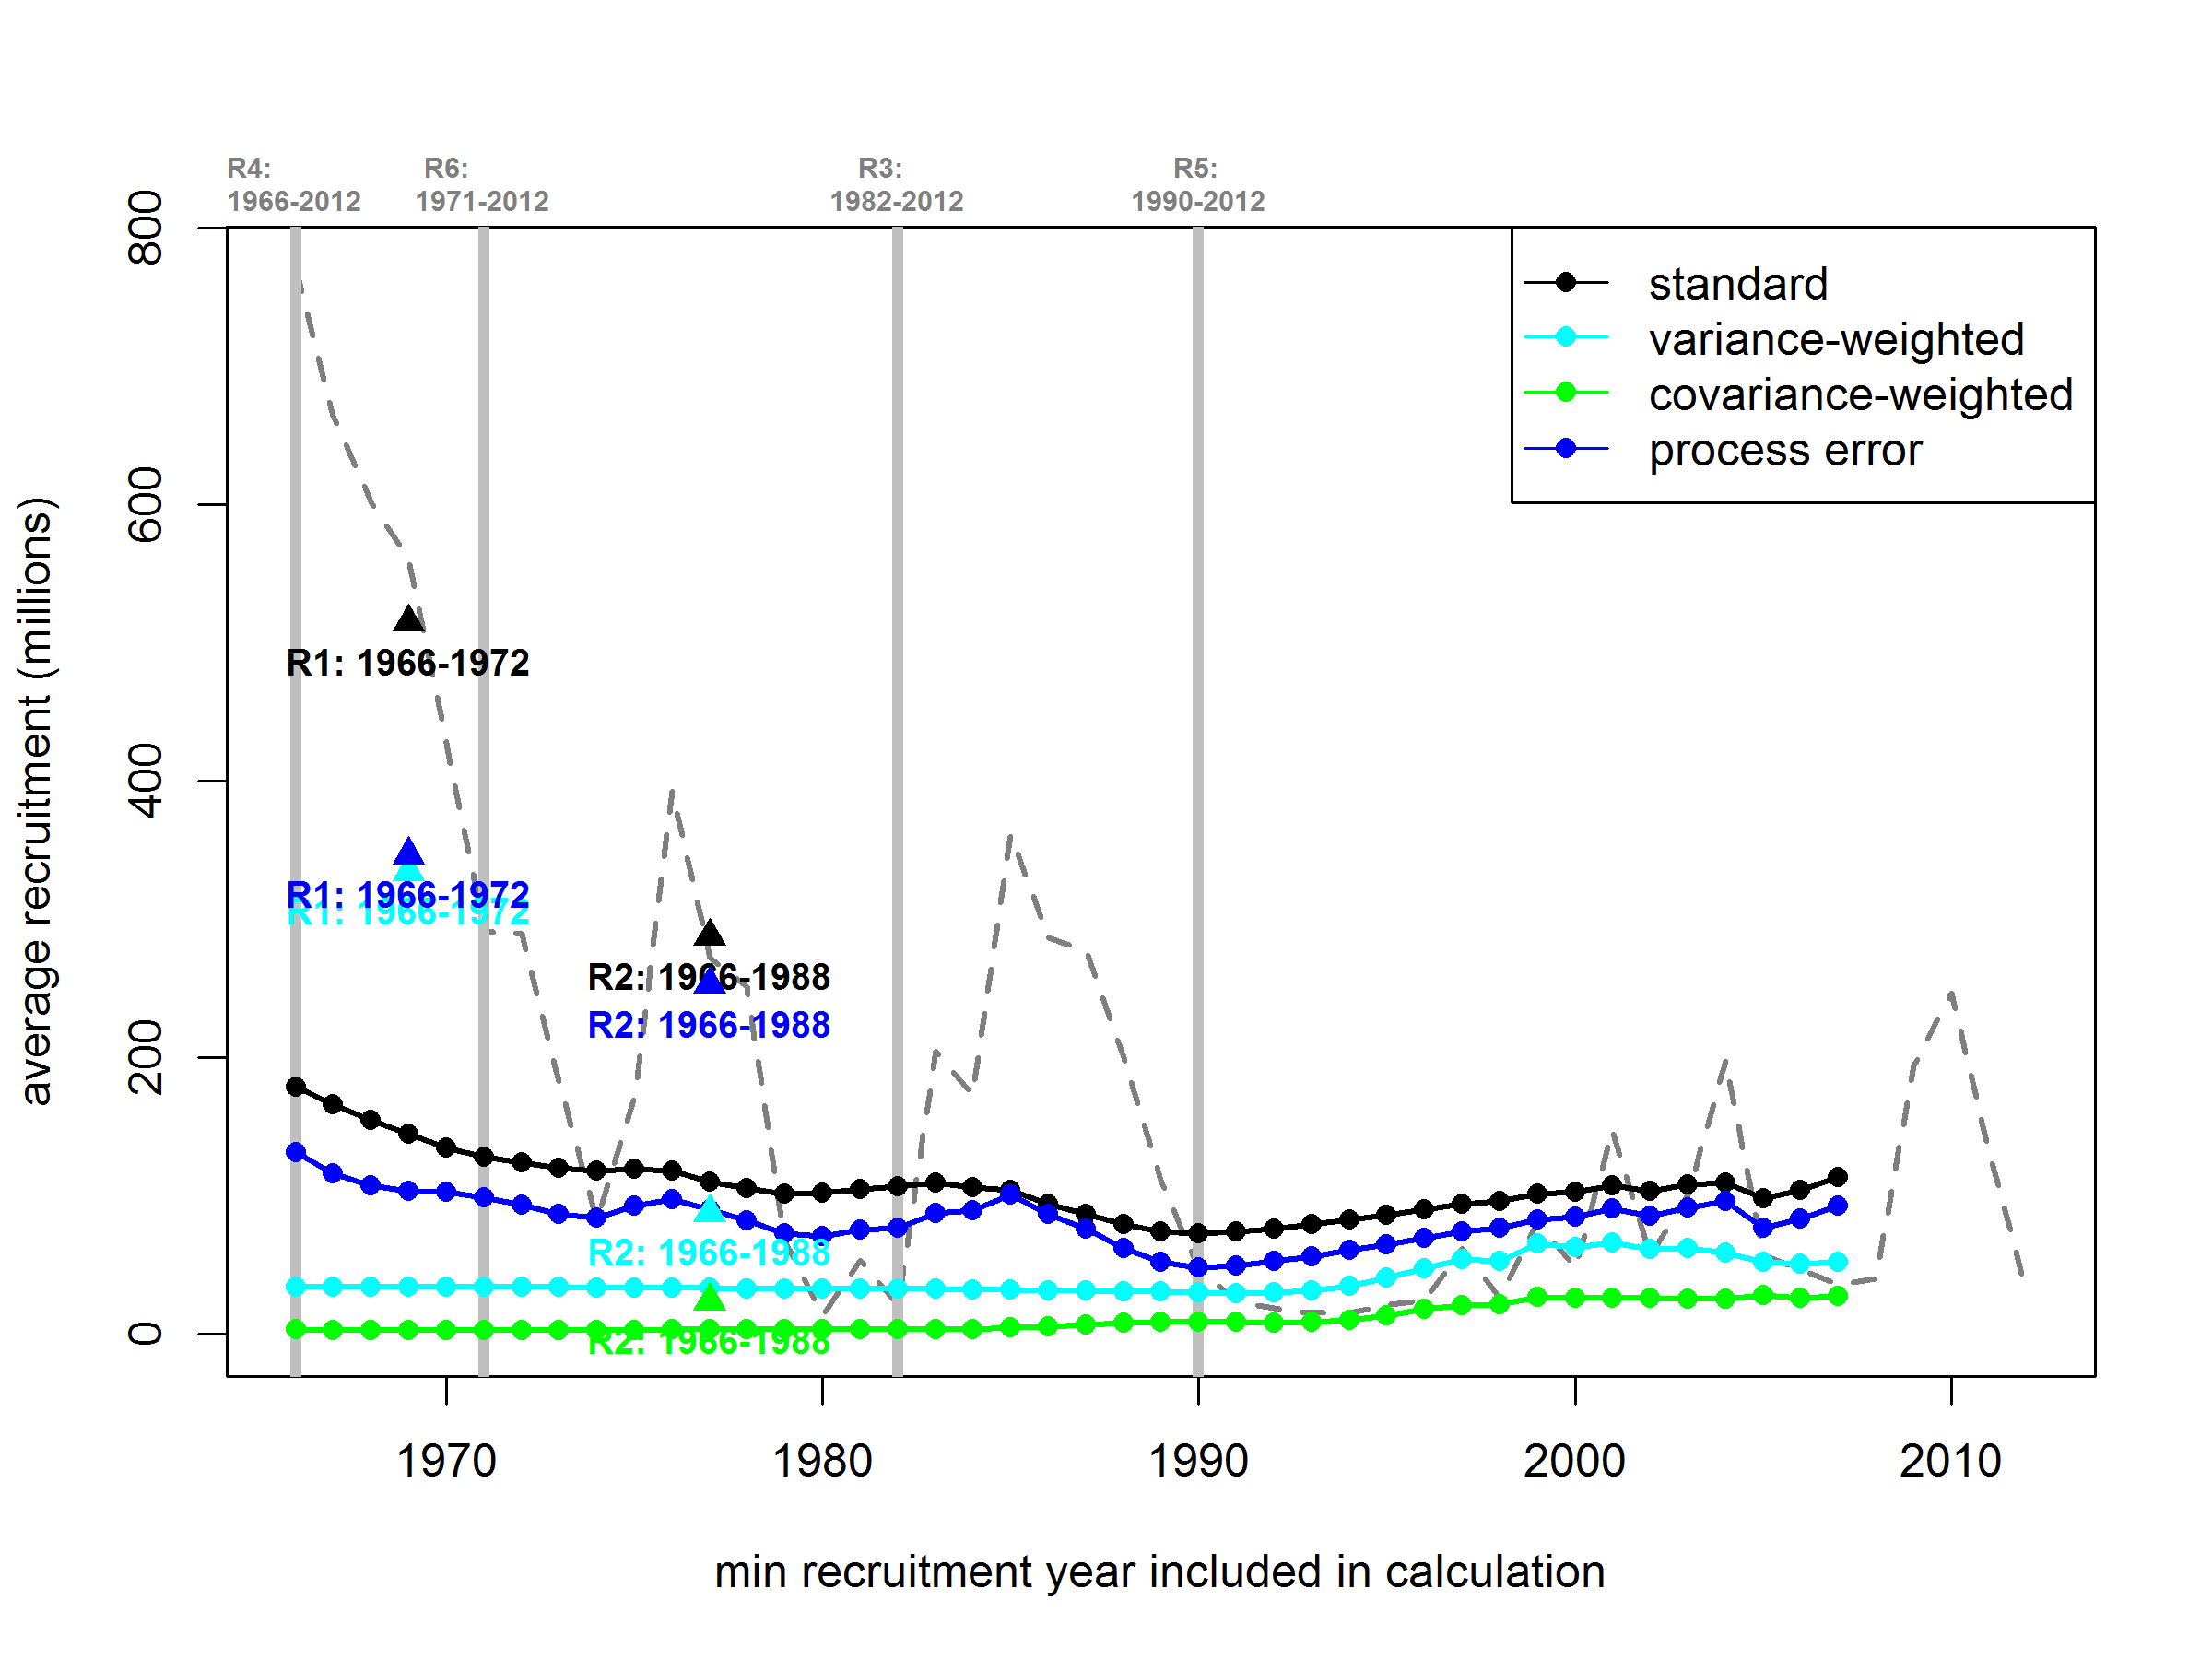 R4:
1966-2012
R6:
1971-2012
R3:
1982-2012
R5:
1990-2012
standard
variance-weighted
covariance-weighted
process error
average recruitment (millions)
800
600
400
200
0
R1: 1966-1972
R1: 1966-1972
R1: 1966-1972
R2: 1966-1988
R2: 1966-1988
R2: 1966-1988
R2: 1966-1988
1970
1980
1990
2000
2010
min recruitment year included in calculation